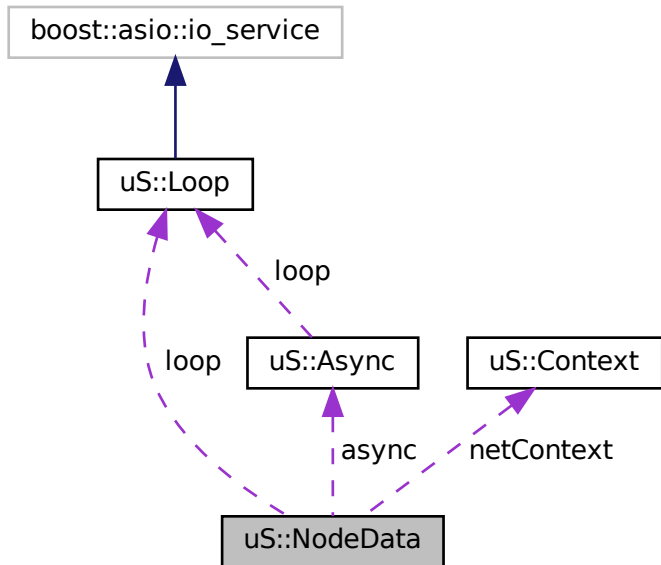 boost::asio::io_service
uS::Loop
loop
loop
uS::Async
uS::Context
async
netContext
uS::NodeData